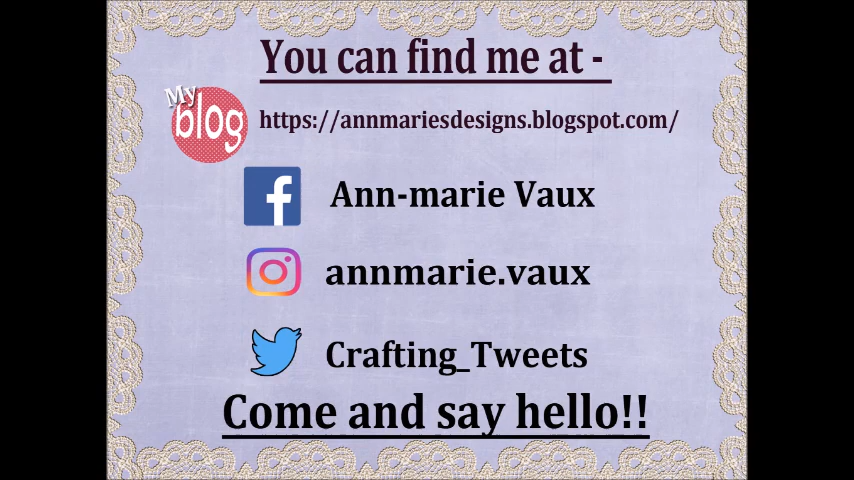 You can find me at -
My
blog
https://annmariesdesigns.blogspot.com/
Ann-marie Vaux
annmarie.vaux
Crafting_Tweets
Come and say hello!!